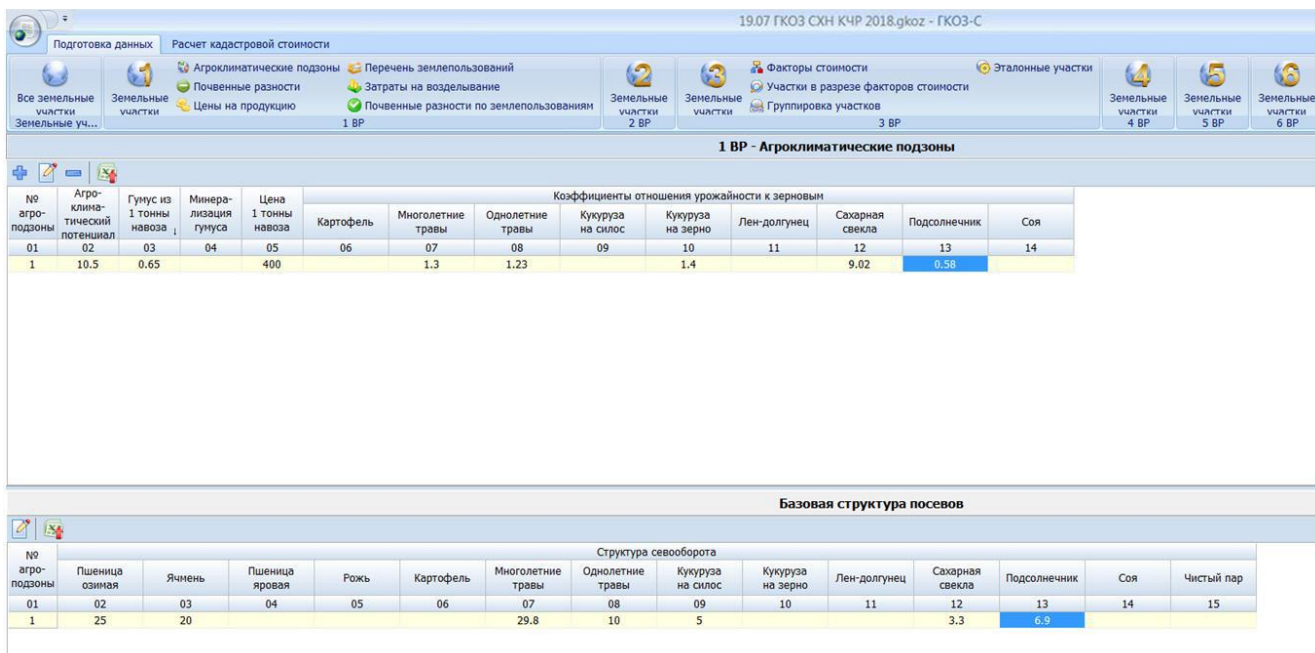 19.07 ГКОЗ СХН КЧР 2018.gkoz - ГКОЗ-С
Подготовка данных Расчет кадастровой стоимости
Все земельные участки
Земельные участки
Агроклиматические подзоны Перечень землепользований
Почвенные разности Затраты на возделывание
Цены на продукцию Почвенные разности по землепользованиям
Земельные участки
Земельные участки
Факторы стоимости Эталонные участки
Участки в разрезе факторов стоимости
Группировка участков
Земельные участки
Земельные участки
Земельные участки
Земельные уч... 1 ВР 2 ВР 3 ВР 4 ВР 5 ВР 6 ВР
1 ВР - Агроклиматические подзоны
№ агро-подзоны Агро-клима-тический потенциал Гумус из 1 тонны навоза Минера-лизация гумуса Цена 1 тонны навоза Коэффициенты отношения урожайности к зерновым
Картофель Многолетние травы Однолетние травы Кукуруза на силос Кукуруза на зерно Лен-долгунец Сахарная свекла Подсолнечник Соя
01 02 03 04 05 06 07 08 09 10 11 12 13 14
1 10.5 0.65 400 1.3 1.23 1.4 9.02 0.58
Базовая структура посевов
№ агро-подзоны Структура севооборота
Пшеница озимая Ячмень Пшеница яровая Рожь Картофель Многолетние травы Однолетние травы Кукуруза на силос Кукуруза на зерно Лен-долгунец Сахарная свекла Подсолнечник Соя Чистый пар
01 02 03 04 05 06 07 08 09 10 11 12 13 14 15
1 25 20 29.8 10 5 3.3 6.9